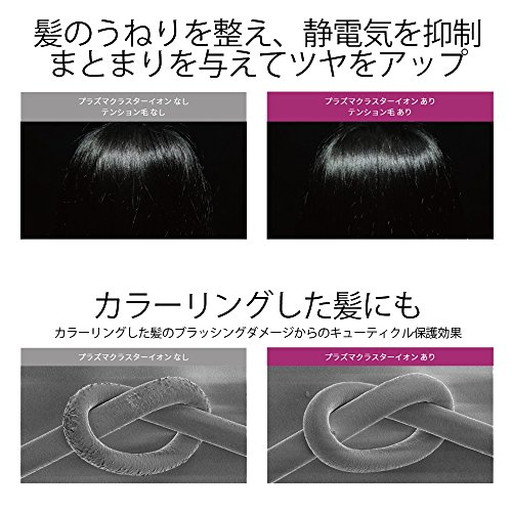 髪のうねりを整え、静電気を抑制
まとまりを与えてツヤをアップ
プラズマクラスターイオン なし
テンション毛 なし
プラズマクラスターイオン あり
テンション毛 あり
カラーリングした髪にも
カラーリングした髪のブラッシングダメージからのキューティクル保護効果
プラズマクラスターイオン なし
プラズマクラスターイオン あり